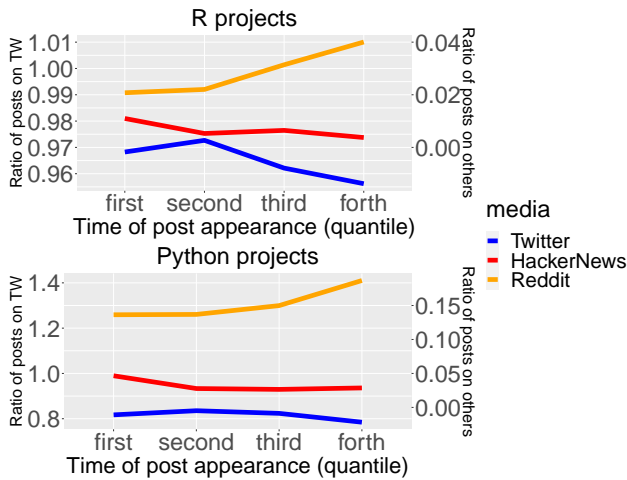 R projects
Ratio of posts on TW
1.01
1.00
0.99
0.98
0.97
0.96
0.04
0.02
0.00
Ratio of posts on others
first second third forth
Time of post appearance (quantile)
Python projects
Ratio of posts on TW
1.4
1.2
1.0
0.8
0.15
0.10
0.05
0.00
Ratio of posts on others
first second third forth
Time of post appearance (quantile)
media
Twitter
HackerNews
Reddit